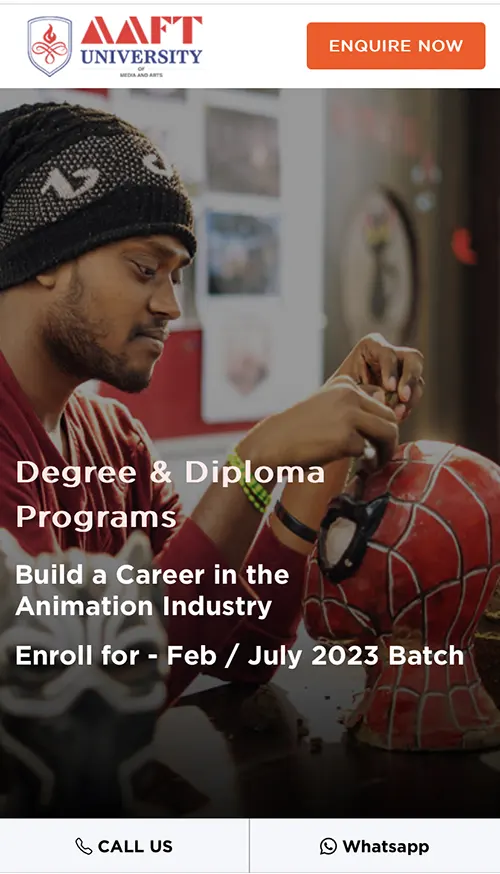 AAFT
UNIVERSITY
OF
MEDIA AND ARTS
ENQUIRE NOW
Degree & Diploma
Programs
Build a Career in the
Animation Industry
Enroll for - Feb / July 2023 Batch
CALL US
Whatsapp